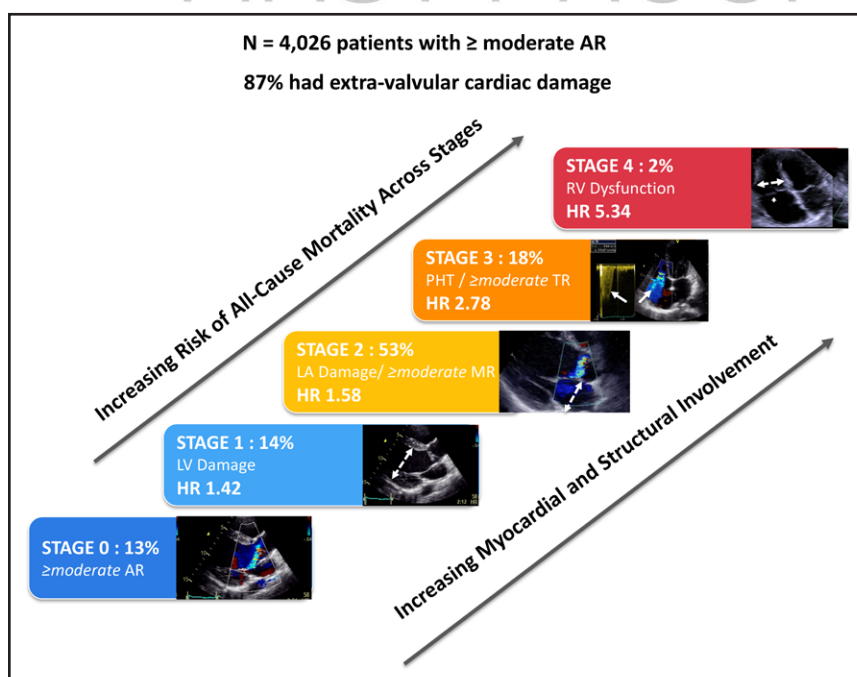 N = 4,026 patients with ≥ moderate AR
87% had extra-valvular cardiac damage
Increasing Risk of All-Cause Mortality Across Stages
STAGE 4 : 2%
RV Dysfunction
HR 5.34
STAGE 3 : 18%
PHT / ≥moderate TR
HR 2.78
STAGE 2 : 53%
LA Damage/ ≥moderate MR
HR 1.58
STAGE 1 : 14%
LV Damage
HR 1.42
STAGE 0 : 13%
≥moderate AR
Increasing Myocardial and Structural Involvement